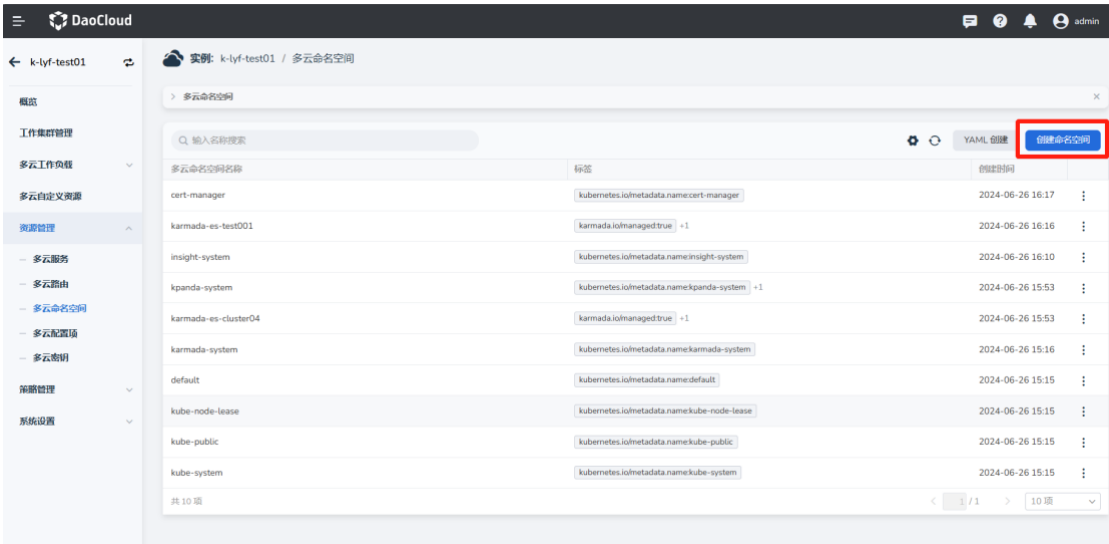 DaoCloud
admin
k-lyf-test01
实例: k-lyf-test01 / 多云命名空间
概览
工作集群管理
多云工作负载
多云自定义资源
资源管理
多云服务
多云路由
多云命名空间
多云配置项
多云密钥
策略管理
系统设置
多云命名空间
输入名称搜索
YAML 创建
创建命名空间
多云命名空间名称 标签 创建时间
cert-manager kubernetes.io/metadata.name:cert-manager 2024-06-26 16:17
karmada-es-test001 karmada.io/managed:true +1 2024-06-26 16:16
insight-system kubernetes.io/metadata.name:insight-system 2024-06-26 16:10
kpanda-system kubernetes.io/metadata.name:kpanda-system +1 2024-06-26 15:53
karmada-es-cluster04 karmada.io/managed:true +1 2024-06-26 15:53
karmada-system kubernetes.io/metadata.name:karmada-system 2024-06-26 15:16
default kubernetes.io/metadata.name:default 2024-06-26 15:15
kube-node-lease kubernetes.io/metadata.name:kube-node-lease 2024-06-26 15:15
kube-public kubernetes.io/metadata.name:kube-public 2024-06-26 15:15
kube-system kubernetes.io/metadata.name:kube-system 2024-06-26 15:15
共 10 项 1 / 1 10 项